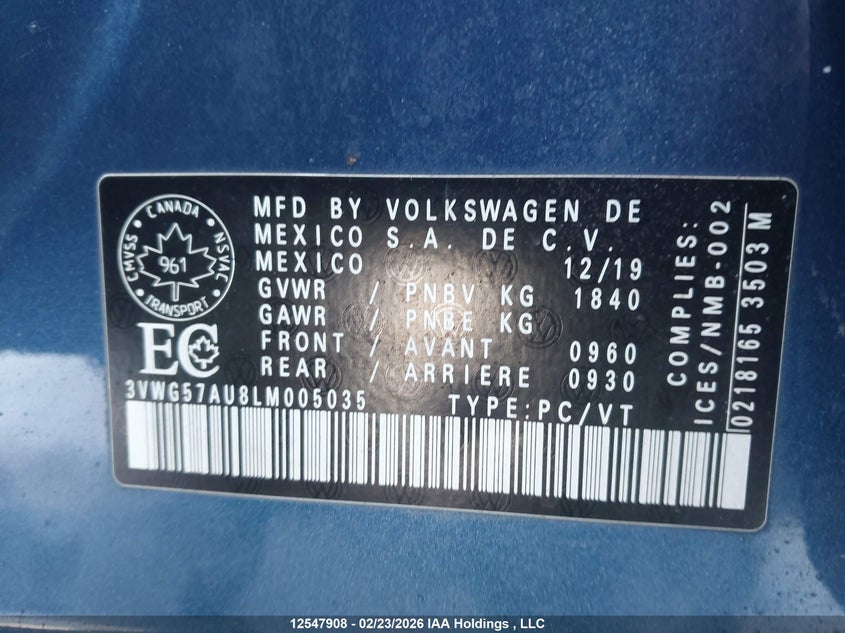 CMVSS · CANADA · NSVAC · TRANSPORT
961
EC
MFD BY VOLKSWAGEN DE
MEXICO S.A. DE C.V.
MEXICO 12/19
GVWR / PNBV KG 1840
GAWR / PNBE KG
FRONT / AVANT 0960
REAR / ARRIERE 0930
3VWG57AU8LM005035 TYPE:PC/VT
COMPLIES:
ICES/NMB-002
0218165 3503 M
12547908 - 02/23/2026 IAA Holdings , LLC